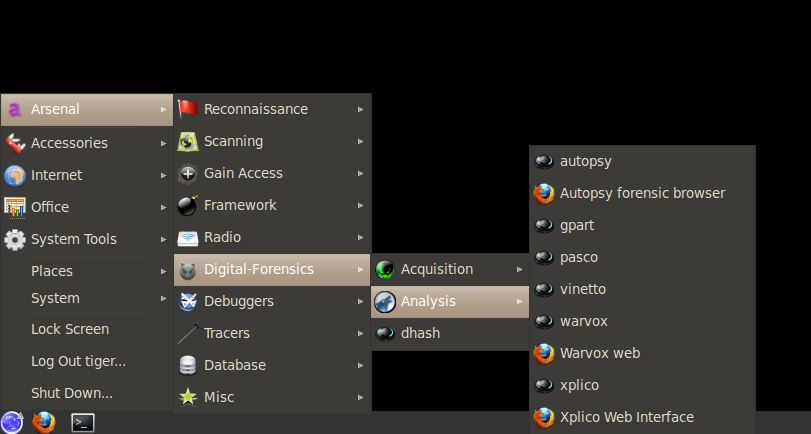 Arsenal
Accessories
Internet
Office
System Tools
Places
System
Lock Screen
Log Out tiger...
Shut Down...
Reconnaissance
Scanning
Gain Access
Framework
Radio
Digital-Forensics
Debuggers
Tracers
Database
Misc
Acquisition
Analysis
dhash
autopsy
Autopsy forensic browser
gpart
pasco
vinetto
warvox
Warvox web
xplico
Xplico Web Interface